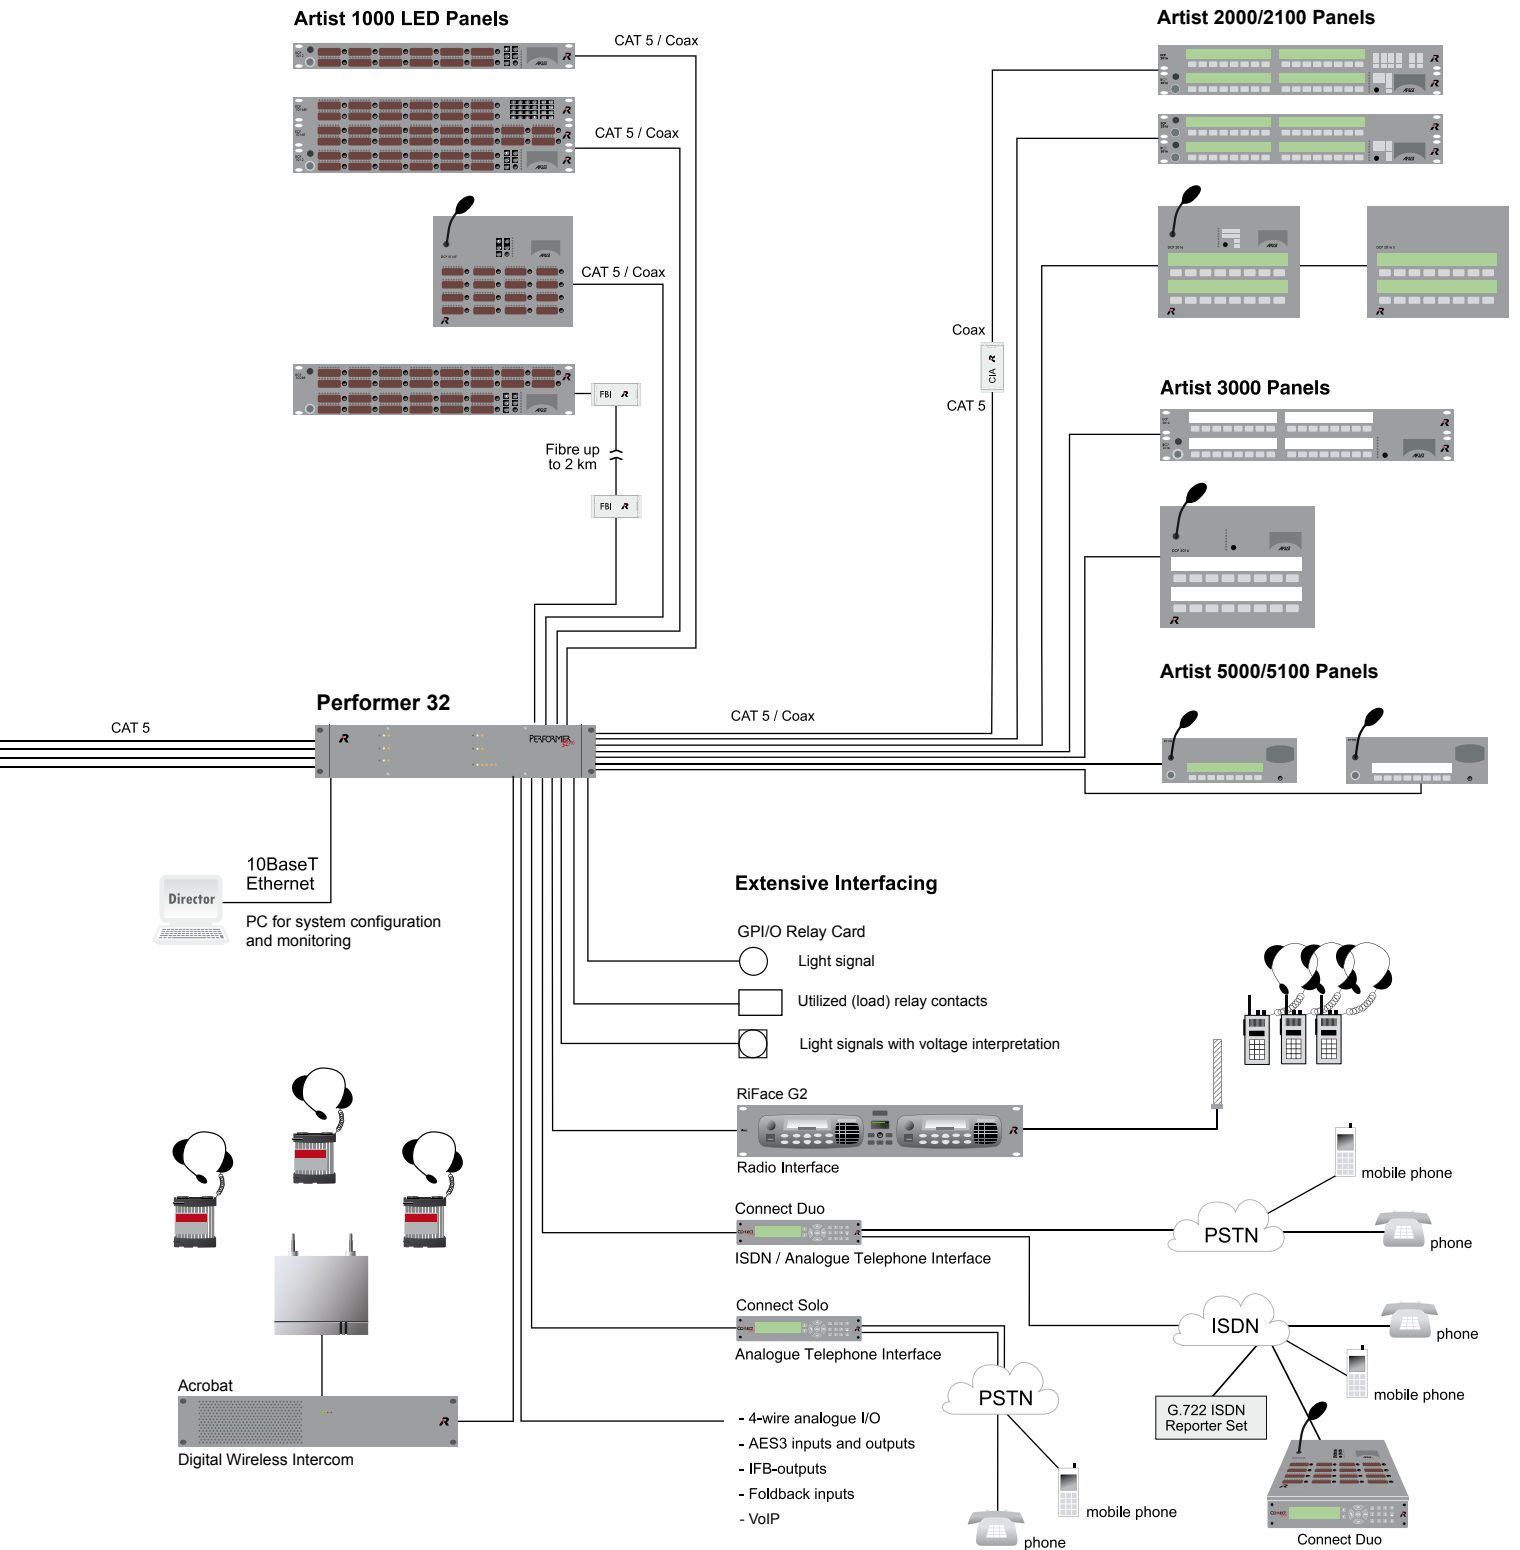 Artist 1000 LED Panels
CAT 5 / Coax
CAT 5 / Coax
CAT 5 / Coax
FBI
Fibre up
to 2 km
FBI
Artist 2000/2100 Panels
Coax
CIA
CAT 5
Artist 3000 Panels
Artist 5000/5100 Panels
Performer 32
CAT 5
PERFORMER
CAT 5 / Coax
Director
10BaseT
Ethernet
PC for system configuration
and monitoring
Extensive Interfacing
GPI/O Relay Card
Light signal
Utilized (load) relay contacts
Light signals with voltage interpretation
RiFace G2
Radio Interface
Connect Duo
ISDN / Analogue Telephone Interface
Connect Solo
Analogue Telephone Interface
PSTN
mobile phone
phone
ISDN
phone
mobile phone
G.722 ISDN
Reporter Set
Connect Duo
PSTN
mobile phone
phone
Acrobat
Digital Wireless Intercom
- 4-wire analogue I/O
- AES3 inputs and outputs
- IFB-outputs
- Foldback inputs
- VoIP